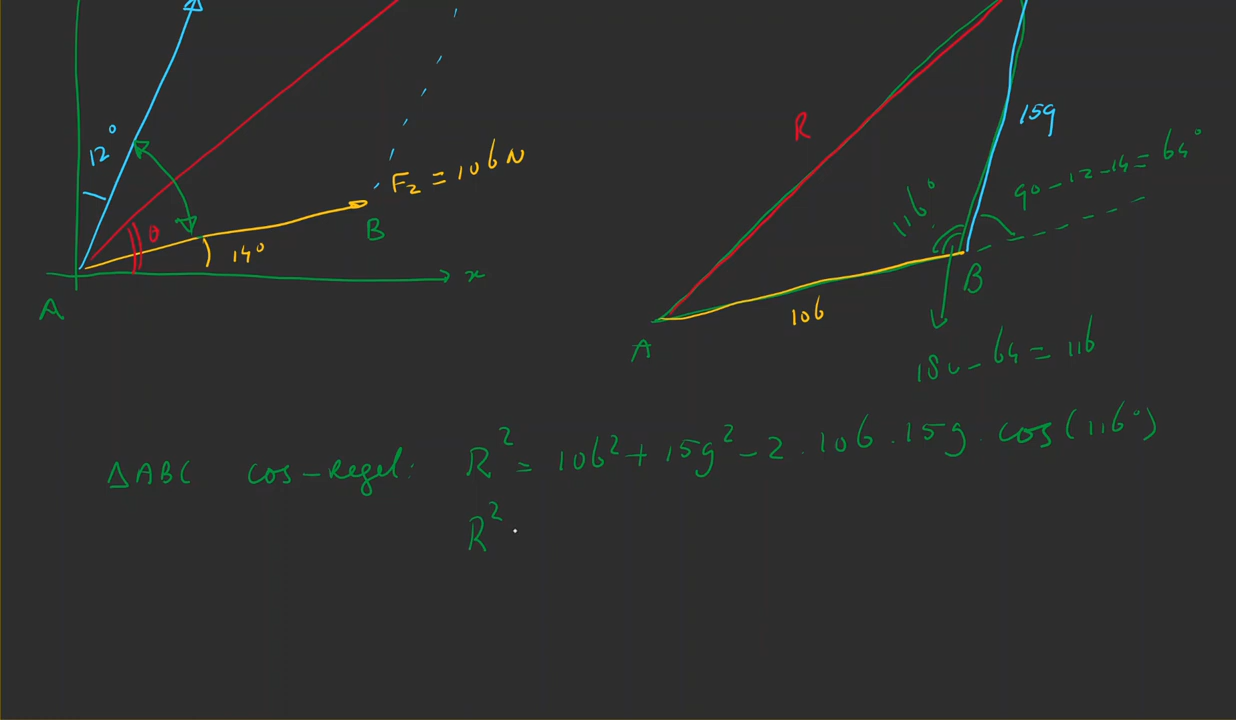 12°
θ
14°
F₂ = 106 N
B
x
A
R
159
116°
90 - 12 - 14 = 64°
B
106
A
180 - 64 = 116
ΔABC cos-regel: R² = 106² + 159² - 2 . 106 . 159 . cos(116°)
R²